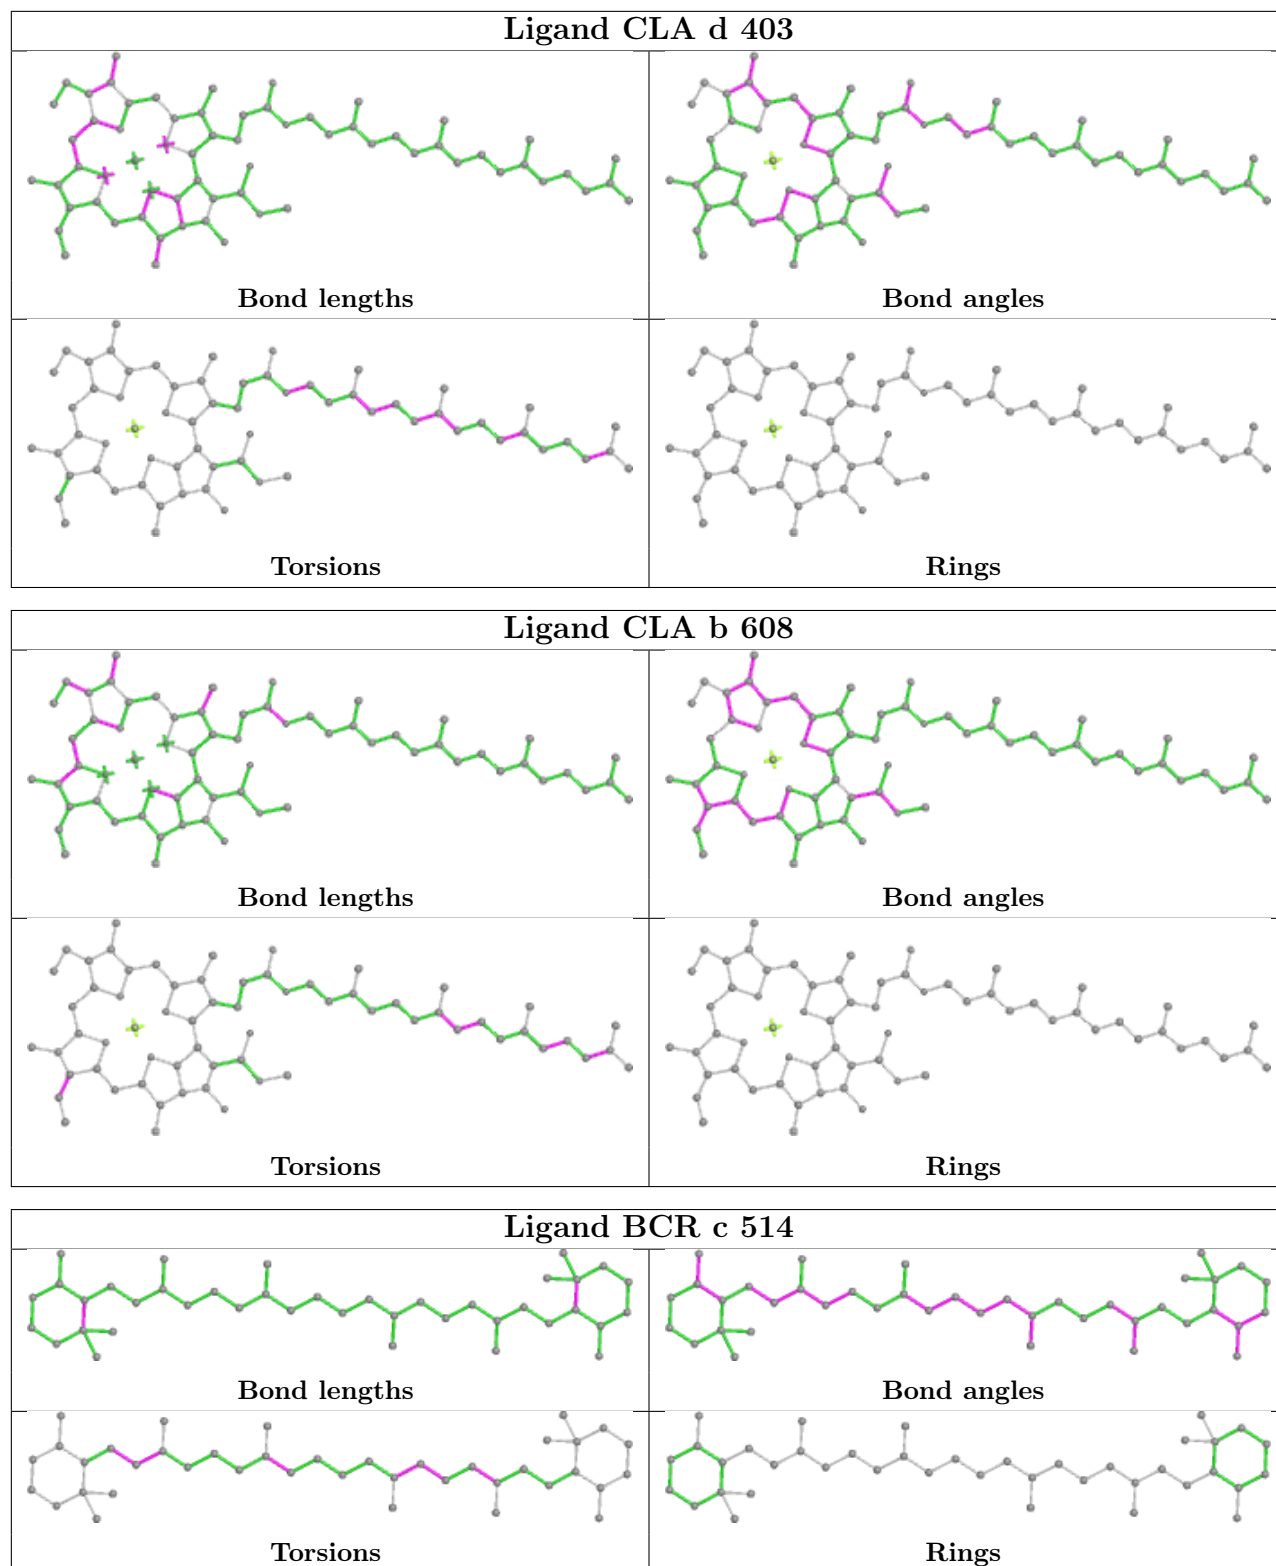 Ligand CLA d 403
Bond lengths
Bond angles
Torsions
Rings
Ligand CLA b 608
Bond lengths
Bond angles
Torsions
Rings
Ligand BCR c 514
Bond lengths
Bond angles
Torsions
Rings